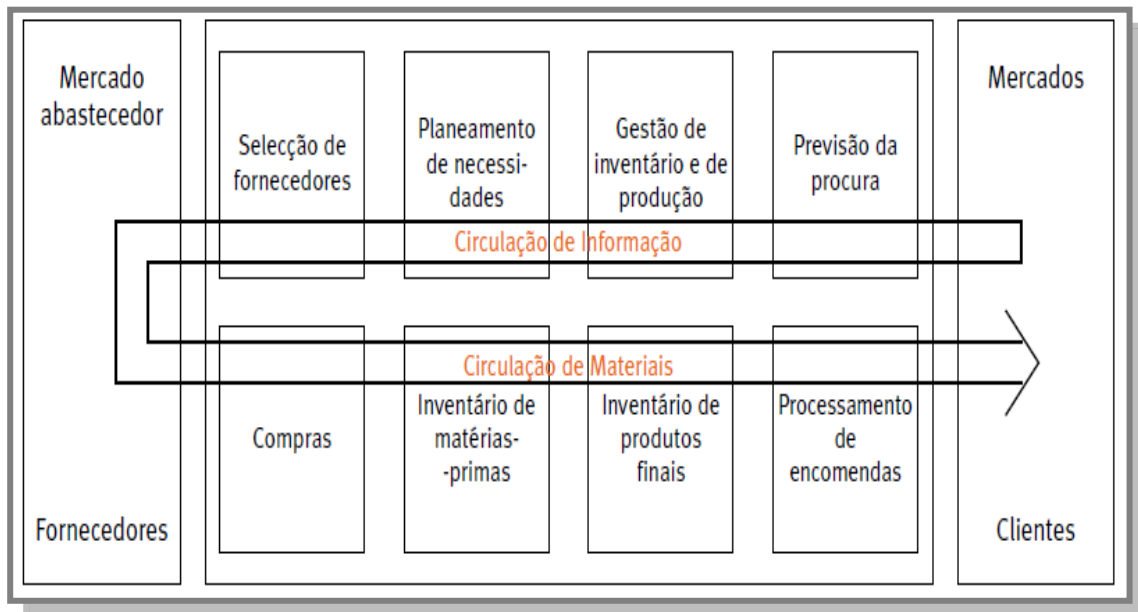 Mercado
abastecedor
Selecção de
fornecedores
Planeamento
de necessi-
dades
Gestão de
inventário e de
produção
Previsão da
procura
Mercados
Circulação de Informação
Circulação de Materiais
Fornecedores
Compras
Inventário de
matérias-
-primas
Inventário de
produtos
finais
Processamento
de
encomendas
Clientes